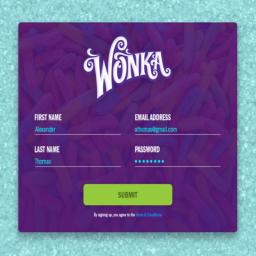 WONKA
FIRST NAME
EMAIL ADDRESS
Alexander
athomas@gmail.com
LAST NAME
PASSWORD
Thomas
SUBMIT
By signing up, you agree to the Terms & Conditions